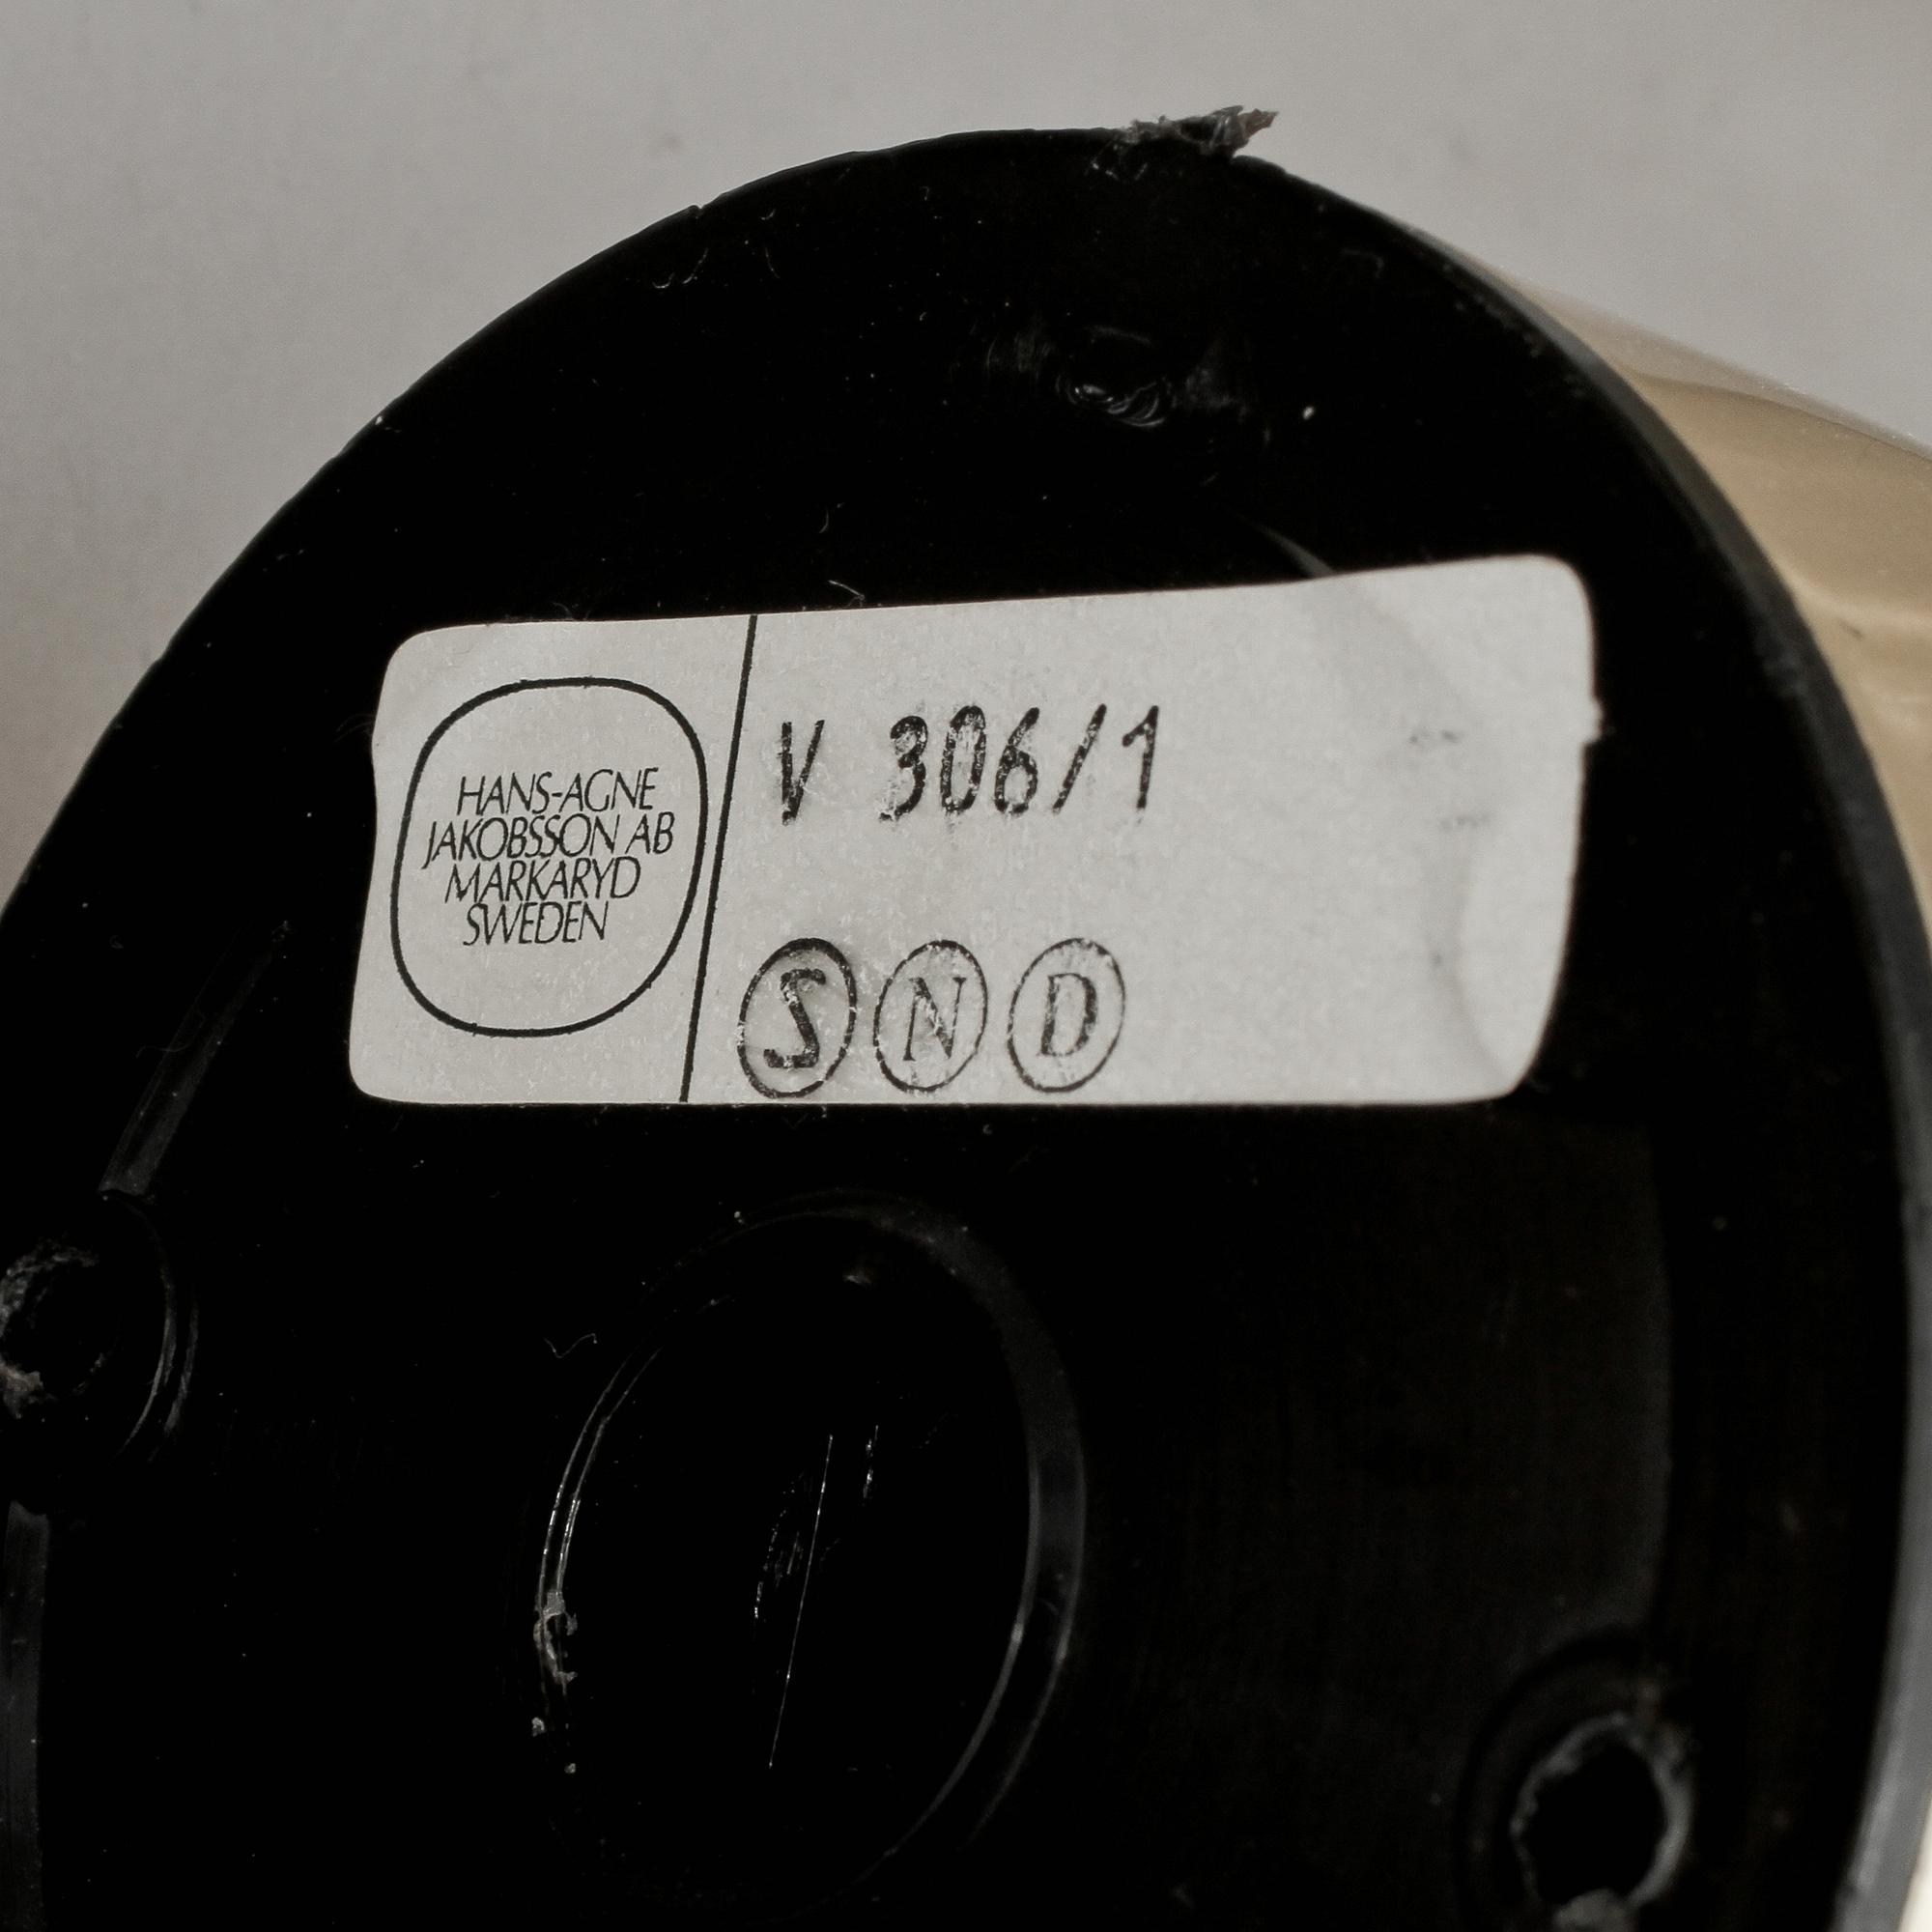 HANS-AGNE
JAKOBSSON AB
MARKARYD
SWEDEN
V 306/1
S N D